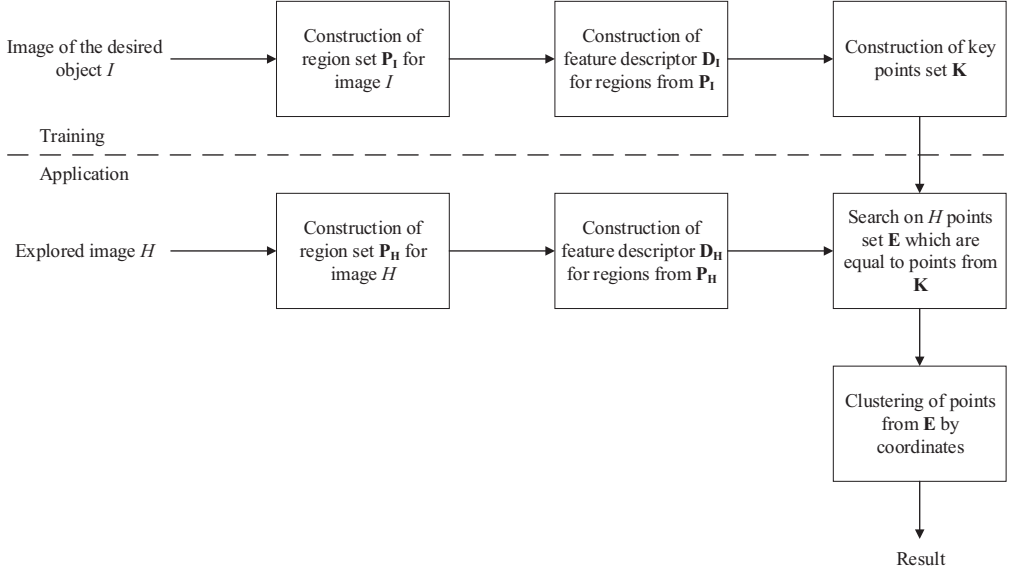 Image of the desired
object I
Construction of
region set P_I for
image I
Construction of
feature descriptor D_I
for regions from P_I
Construction of key
points set K
Training
Application
Explored image H
Construction of
region set P_H for
image H
Construction of
feature descriptor D_H
for regions from P_H
Search on H points
set E which are
equal to points from
K
Clustering of points
from E by
coordinates
Result